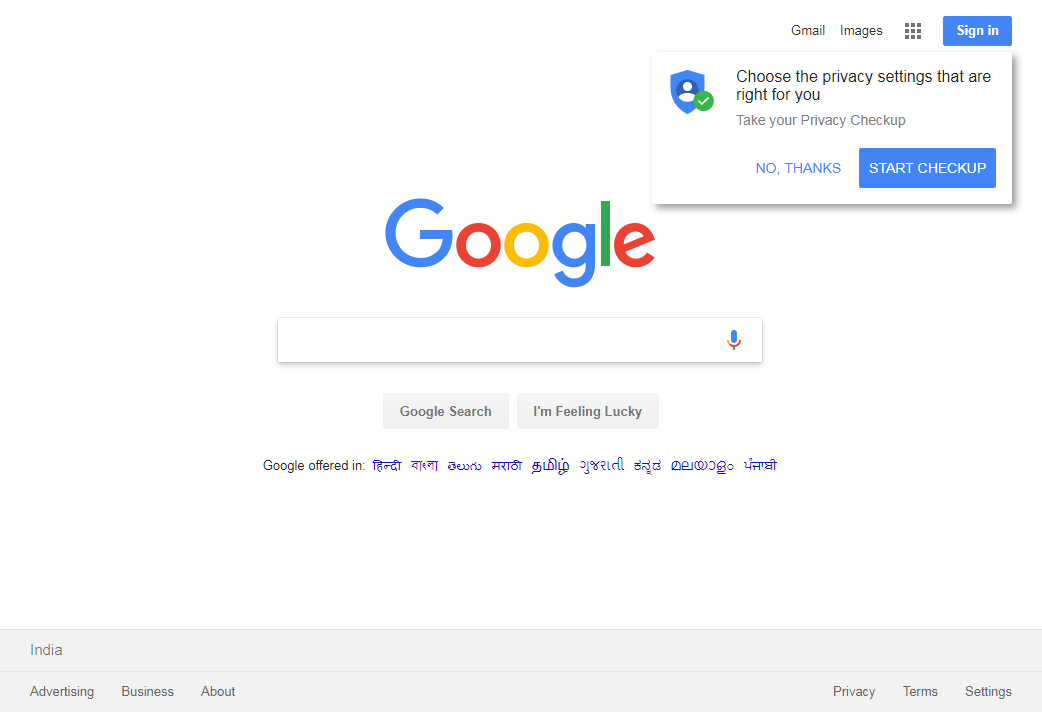 Gmail Images Sign in
Choose the privacy settings that are
right for you
Take your Privacy Checkup
NO, THANKS START CHECKUP
Google
Google Search I'm Feeling Lucky
Google offered in: हिन्दी বাংলা తెలుగు मराठी தமிழ் ગુજરાતી ಕನ್ನಡ മലയാളം ਪੰਜਾਬੀ
India
Advertising Business About Privacy Terms Settings